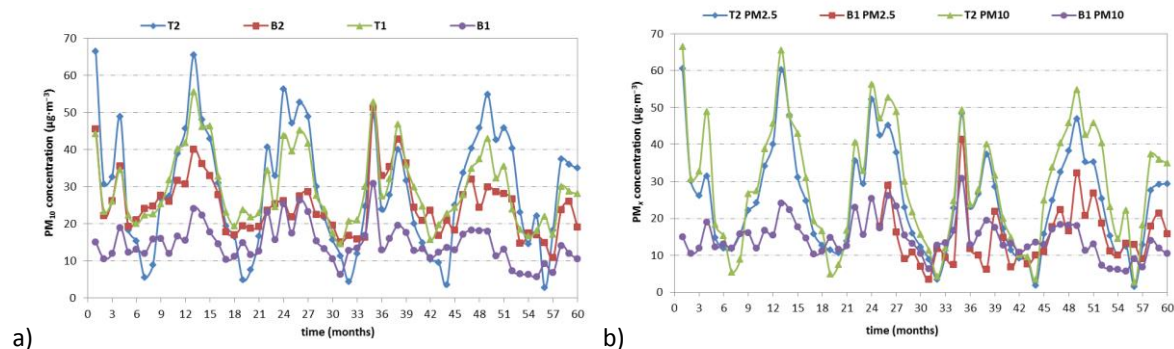 T2 B2 T1 B1
PM10 concentration (µg·m⁻³)
70
60
50
40
30
20
10
0
0 3 6 9 12 15 18 21 24 27 30 33 36 39 42 45 48 51 54 57 60
time (months)
a)
T2 PM2.5 B1 PM2.5 T2 PM10 B1 PM10
PMₓ concentration (µg·m⁻³)
70
60
50
40
30
20
10
0
0 3 6 9 12 15 18 21 24 27 30 33 36 39 42 45 48 51 54 57 60
time (months)
b)